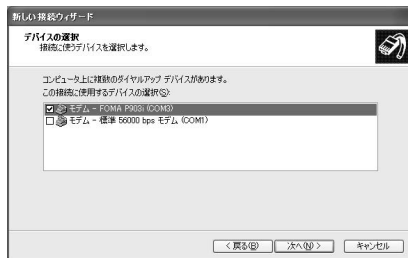 新しい接続ウィザード
デバイスの選択
接続に使うデバイスを選択します。
コンピュータ上に複数のダイヤルアップ デバイスがあります。
この接続に使用するデバイスの選択(S):
モデム - FOMA P903i (COM3)
モデム - 標準 56000 bps モデム (COM1)
< 戻る(B)
次へ(N) >
キャンセル